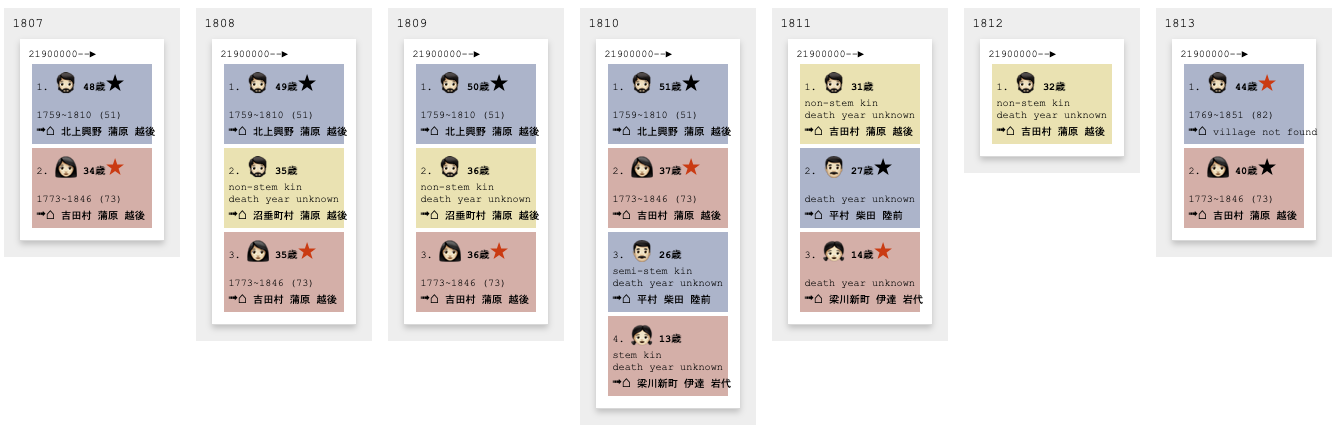 1807
21900000--▶
1. 48歳★
1759~1810 (51)
➞⌂ 北上興野 蒲原 越後
2. 34歳★
1773~1846 (73)
➞⌂ 吉田村 蒲原 越後
1808
21900000--▶
1. 49歳★
1759~1810 (51)
➞⌂ 北上興野 蒲原 越後
2. 35歳
non-stem kin
death year unknown
➞⌂ 沼垂町村 蒲原 越後
3. 35歳★
1773~1846 (73)
➞⌂ 吉田村 蒲原 越後
1809
21900000--▶
1. 50歳★
1759~1810 (51)
➞⌂ 北上興野 蒲原 越後
2. 36歳
non-stem kin
death year unknown
➞⌂ 沼垂町村 蒲原 越後
3. 36歳★
1773~1846 (73)
➞⌂ 吉田村 蒲原 越後
1810
21900000--▶
1. 51歳★
1759~1810 (51)
➞⌂ 北上興野 蒲原 越後
2. 37歳★
1773~1846 (73)
➞⌂ 吉田村 蒲原 越後
3. 26歳
semi-stem kin
death year unknown
➞⌂ 平村 柴田 陸前
4. 13歳
stem kin
death year unknown
➞⌂ 梁川新町 伊達 岩代
1811
21900000--▶
1. 31歳
non-stem kin
death year unknown
➞⌂ 吉田村 蒲原 越後
2. 27歳★
death year unknown
➞⌂ 平村 柴田 陸前
3. 14歳★
death year unknown
➞⌂ 梁川新町 伊達 岩代
1812
21900000--▶
1. 32歳
non-stem kin
death year unknown
➞⌂ 吉田村 蒲原 越後
1813
21900000--▶
1. 44歳★
1769~1851 (82)
➞⌂ village not found
2. 40歳★
1773~1846 (73)
➞⌂ 吉田村 蒲原 越後